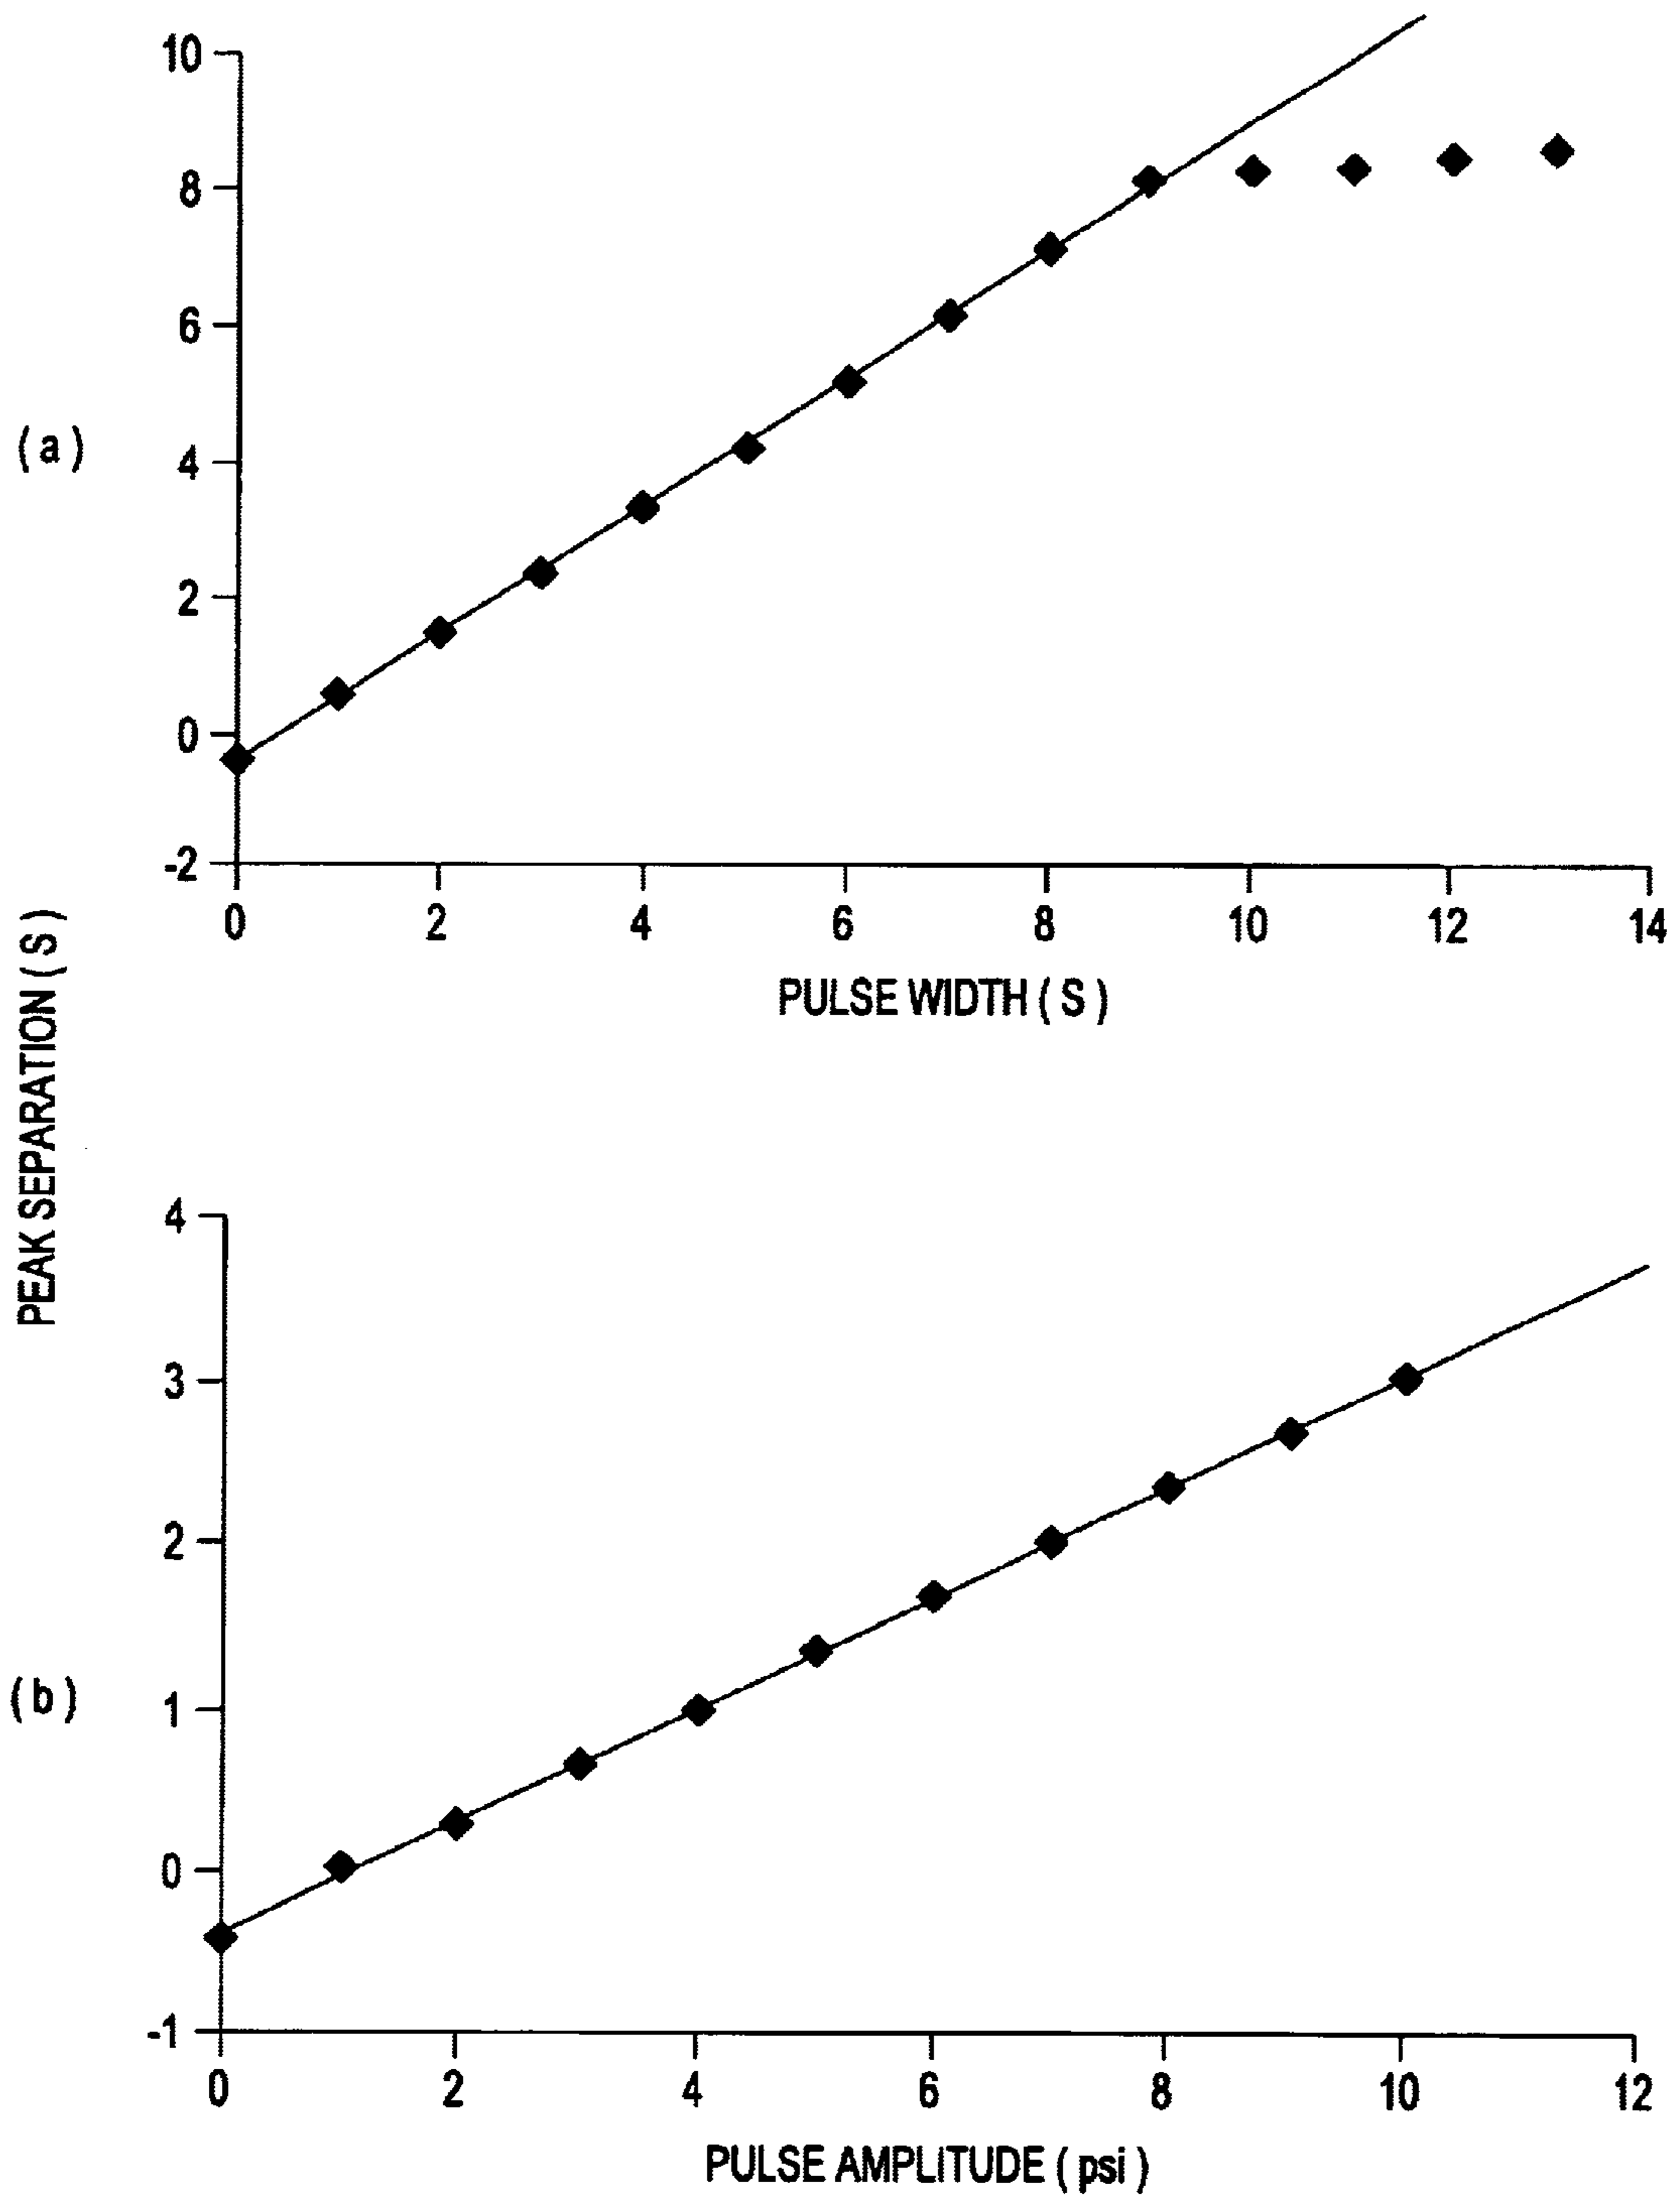 10
8
6
( a )
4
2
0
-2
0 2 4 6 8 10 12 14
PULSE WIDTH ( S )
PEAK SEPARATION ( S )
4
3
2
( b )
1
0
-1
0 2 4 6 8 10 12
PULSE AMPLITUDE ( psi )